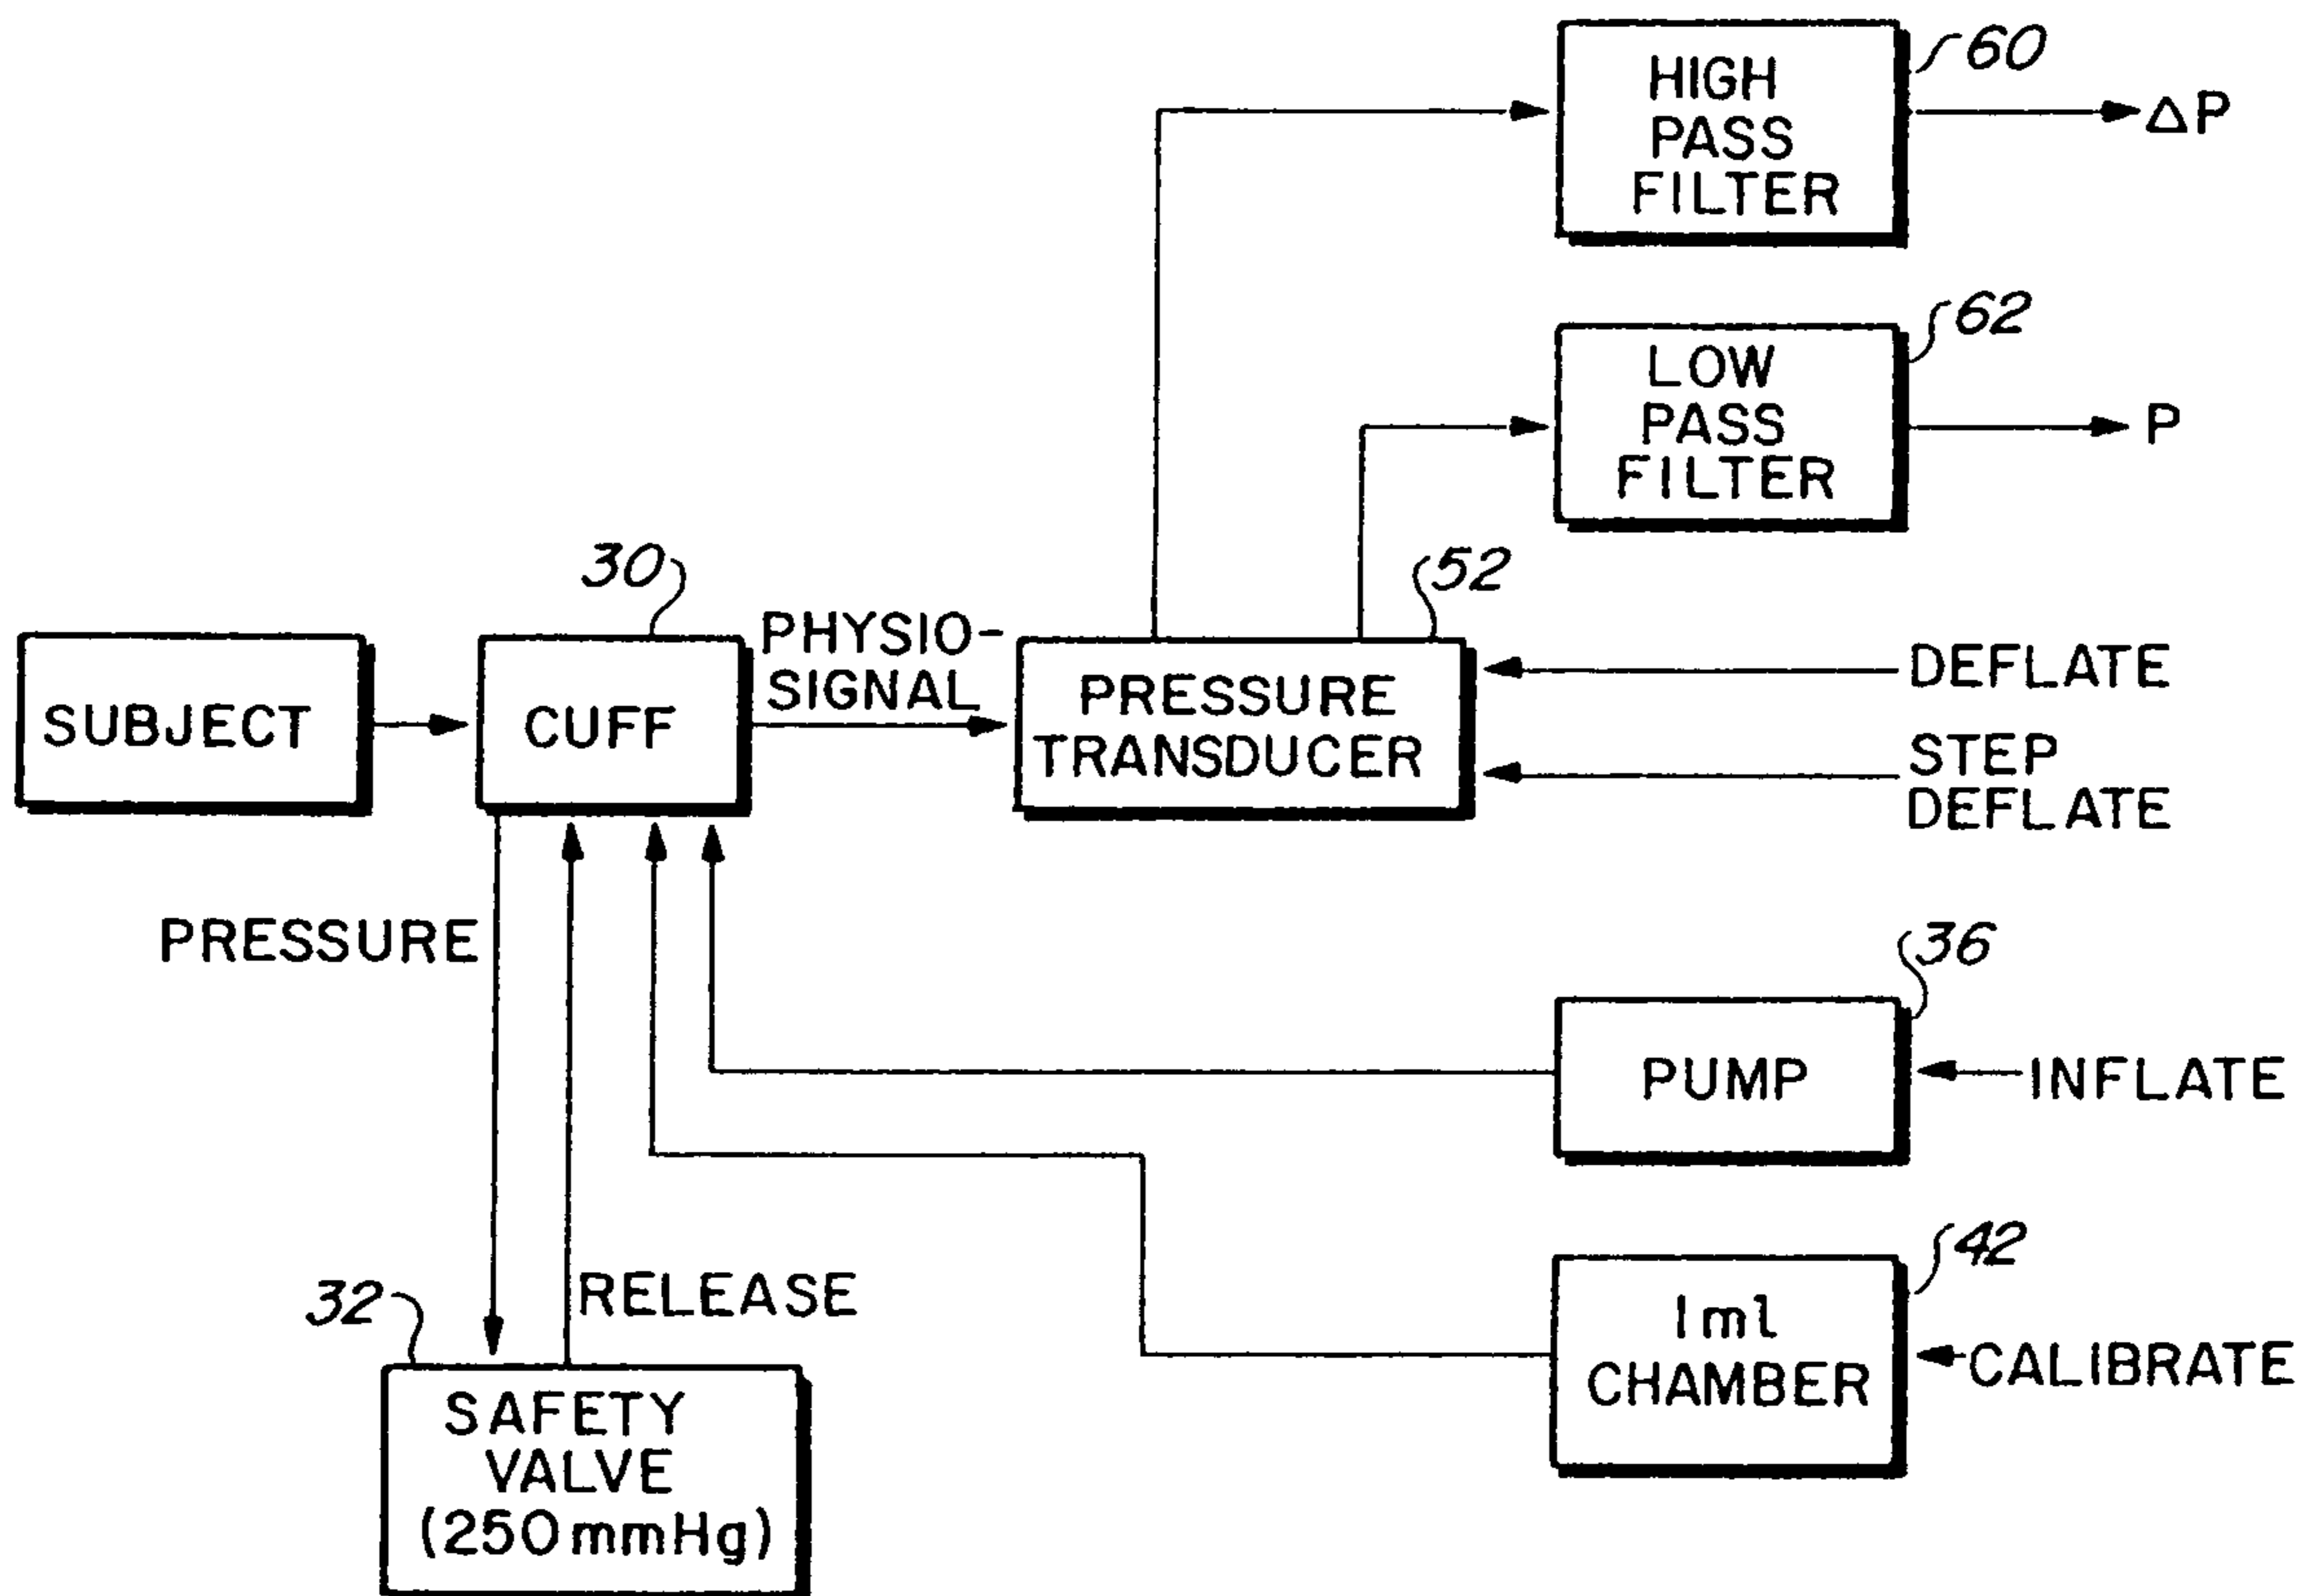 60
HIGH
PASS
FILTER
ΔP
62
LOW
PASS
FILTER
P
30
52
PHYSIO-
SIGNAL
SUBJECT
CUFF
PRESSURE
TRANSDUCER
DEFLATE
STEP
DEFLATE
PRESSURE
36
PUMP
INFLATE
32
RELEASE
42
1ml
CHAMBER
CALIBRATE
SAFETY
VALVE
(250mmHg)